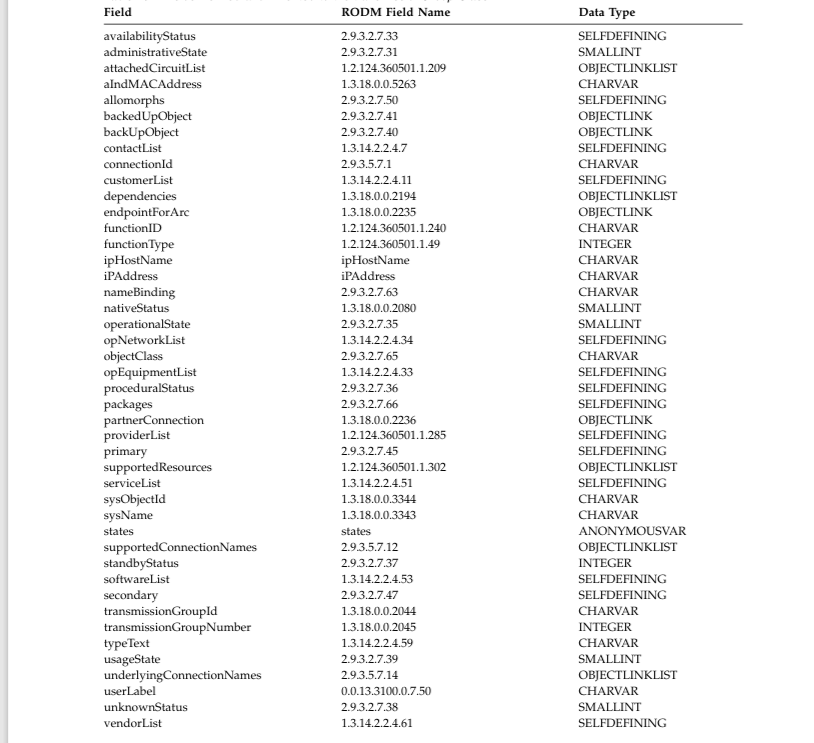 Field RODM Field Name Data Type
availabilityStatus 2.9.3.2.7.33 SELFDEFINING
administrativeState 2.9.3.2.7.31 SMALLINT
attachedCircuitList 1.2.124.360501.1.209 OBJECTLINKLIST
aIndMACAddress 1.3.18.0.0.5263 CHARVAR
allomorphs 2.9.3.2.7.50 SELFDEFINING
backedUpObject 2.9.3.2.7.41 OBJECTLINK
backUpObject 2.9.3.2.7.40 OBJECTLINK
contactList 1.3.14.2.2.4.7 SELFDEFINING
connectionId 2.9.3.5.7.1 CHARVAR
customerList 1.3.14.2.2.4.11 SELFDEFINING
dependencies 1.3.18.0.0.2194 OBJECTLINKLIST
endpointForArc 1.3.18.0.0.2235 OBJECTLINK
functionID 1.2.124.360501.1.240 CHARVAR
functionType 1.2.124.360501.1.49 INTEGER
ipHostName ipHostName CHARVAR
iPAddress iPAddress CHARVAR
nameBinding 2.9.3.2.7.63 CHARVAR
nativeStatus 1.3.18.0.0.2080 SMALLINT
operationalState 2.9.3.2.7.35 SMALLINT
opNetworkList 1.3.14.2.2.4.34 SELFDEFINING
objectClass 2.9.3.2.7.65 CHARVAR
opEquipmentList 1.3.14.2.2.4.33 SELFDEFINING
proceduralStatus 2.9.3.2.7.36 SELFDEFINING
packages 2.9.3.2.7.66 SELFDEFINING
partnerConnection 1.3.18.0.0.2236 OBJECTLINK
providerList 1.2.124.360501.1.285 SELFDEFINING
primary 2.9.3.2.7.45 SELFDEFINING
supportedResources 1.2.124.360501.1.302 OBJECTLINKLIST
serviceList 1.3.14.2.2.4.51 SELFDEFINING
sysObjectId 1.3.18.0.0.3344 CHARVAR
sysName 1.3.18.0.0.3343 CHARVAR
states states ANONYMOUSVAR
supportedConnectionNames 2.9.3.5.7.12 OBJECTLINKLIST
standbyStatus 2.9.3.2.7.37 INTEGER
softwareList 1.3.14.2.2.4.53 SELFDEFINING
secondary 2.9.3.2.7.47 SELFDEFINING
transmissionGroupId 1.3.18.0.0.2044 CHARVAR
transmissionGroupNumber 1.3.18.0.0.2045 INTEGER
typeText 1.3.14.2.2.4.59 CHARVAR
usageState 2.9.3.2.7.39 SMALLINT
underlyingConnectionNames 2.9.3.5.7.14 OBJECTLINKLIST
userLabel 0.0.13.3100.0.7.50 CHARVAR
unknownStatus 2.9.3.2.7.38 SMALLINT
vendorList 1.3.14.2.2.4.61 SELFDEFINING